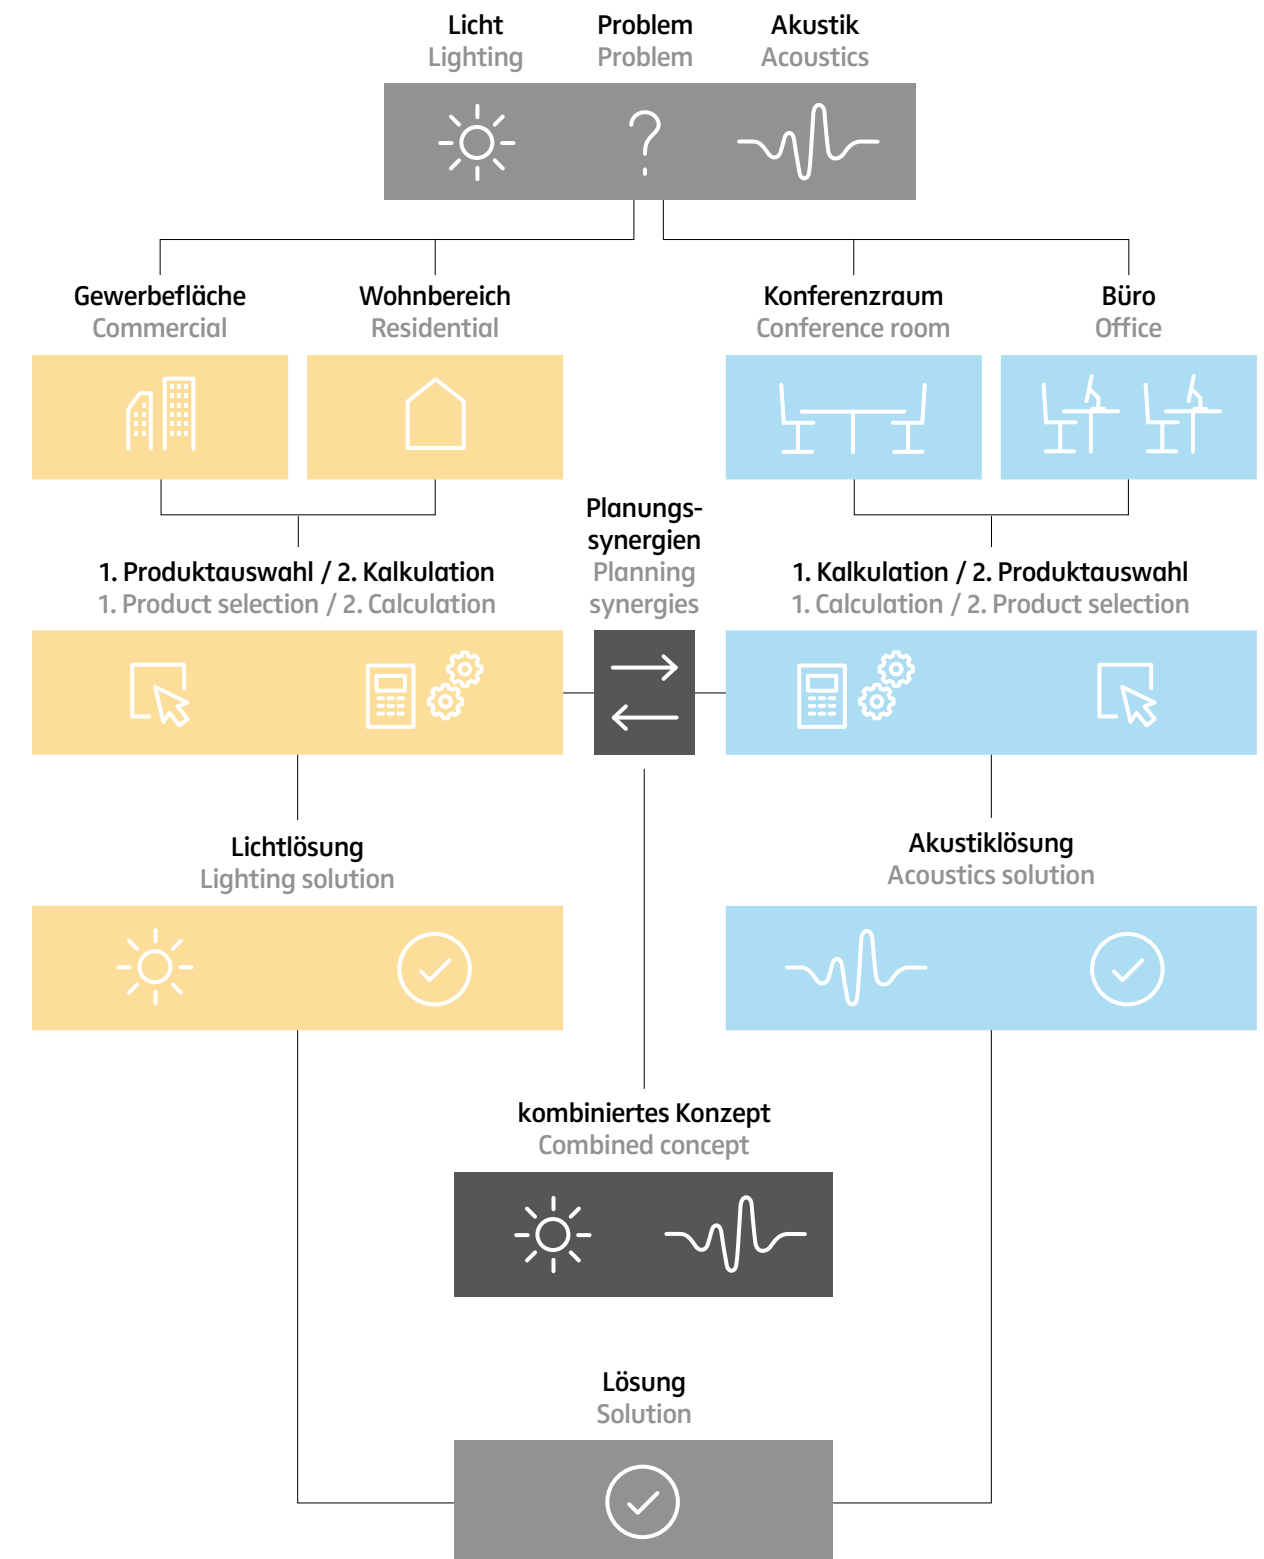 Licht
Lighting
Problem
Problem
Akustik
Acoustics
Gewerbefläche
Commercial
Wohnbereich
Residential
Konferenzraum
Conference room
Büro
Office
Planungs-
synergien
Planning
synergies
1. Produktauswahl / 2. Kalkulation
1. Product selection / 2. Calculation
1. Kalkulation / 2. Produktauswahl
1. Calculation / 2. Product selection
Lichtlösung
Lighting solution
Akustiklösung
Acoustics solution
kombiniertes Konzept
Combined concept
Lösung
Solution